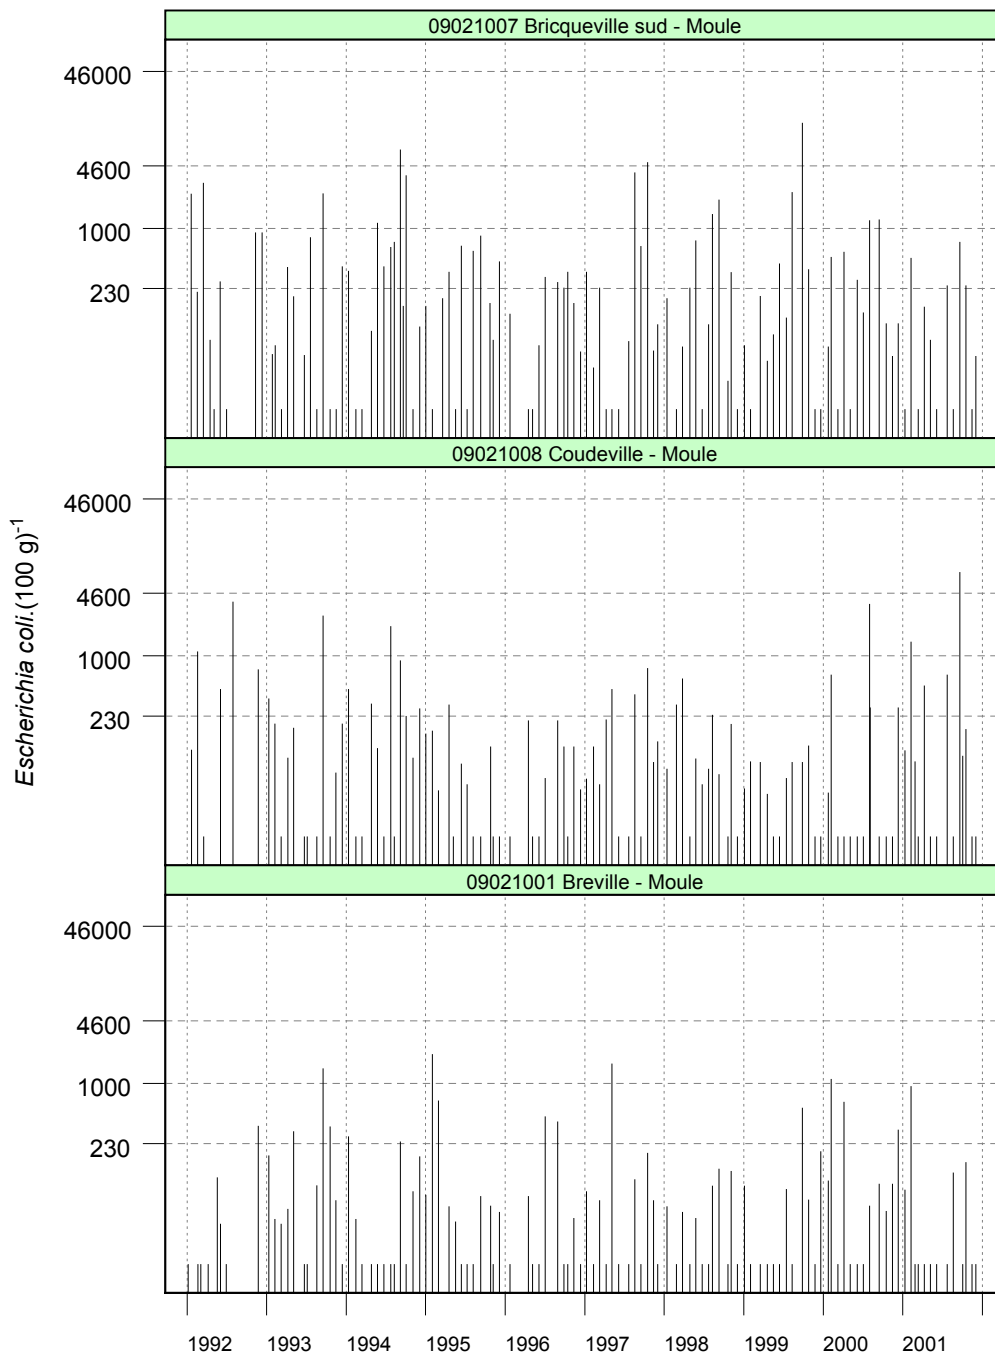 09021007 Bricqueville sud - Moule
46000
4600
1000
230
09021008 Coudeville - Moule
46000
4600
1000
230
Escherichia coli.(100 g)⁻¹
09021001 Breville - Moule
46000
4600
1000
230
1992 1993 1994 1995 1996 1997 1998 1999 2000 2001